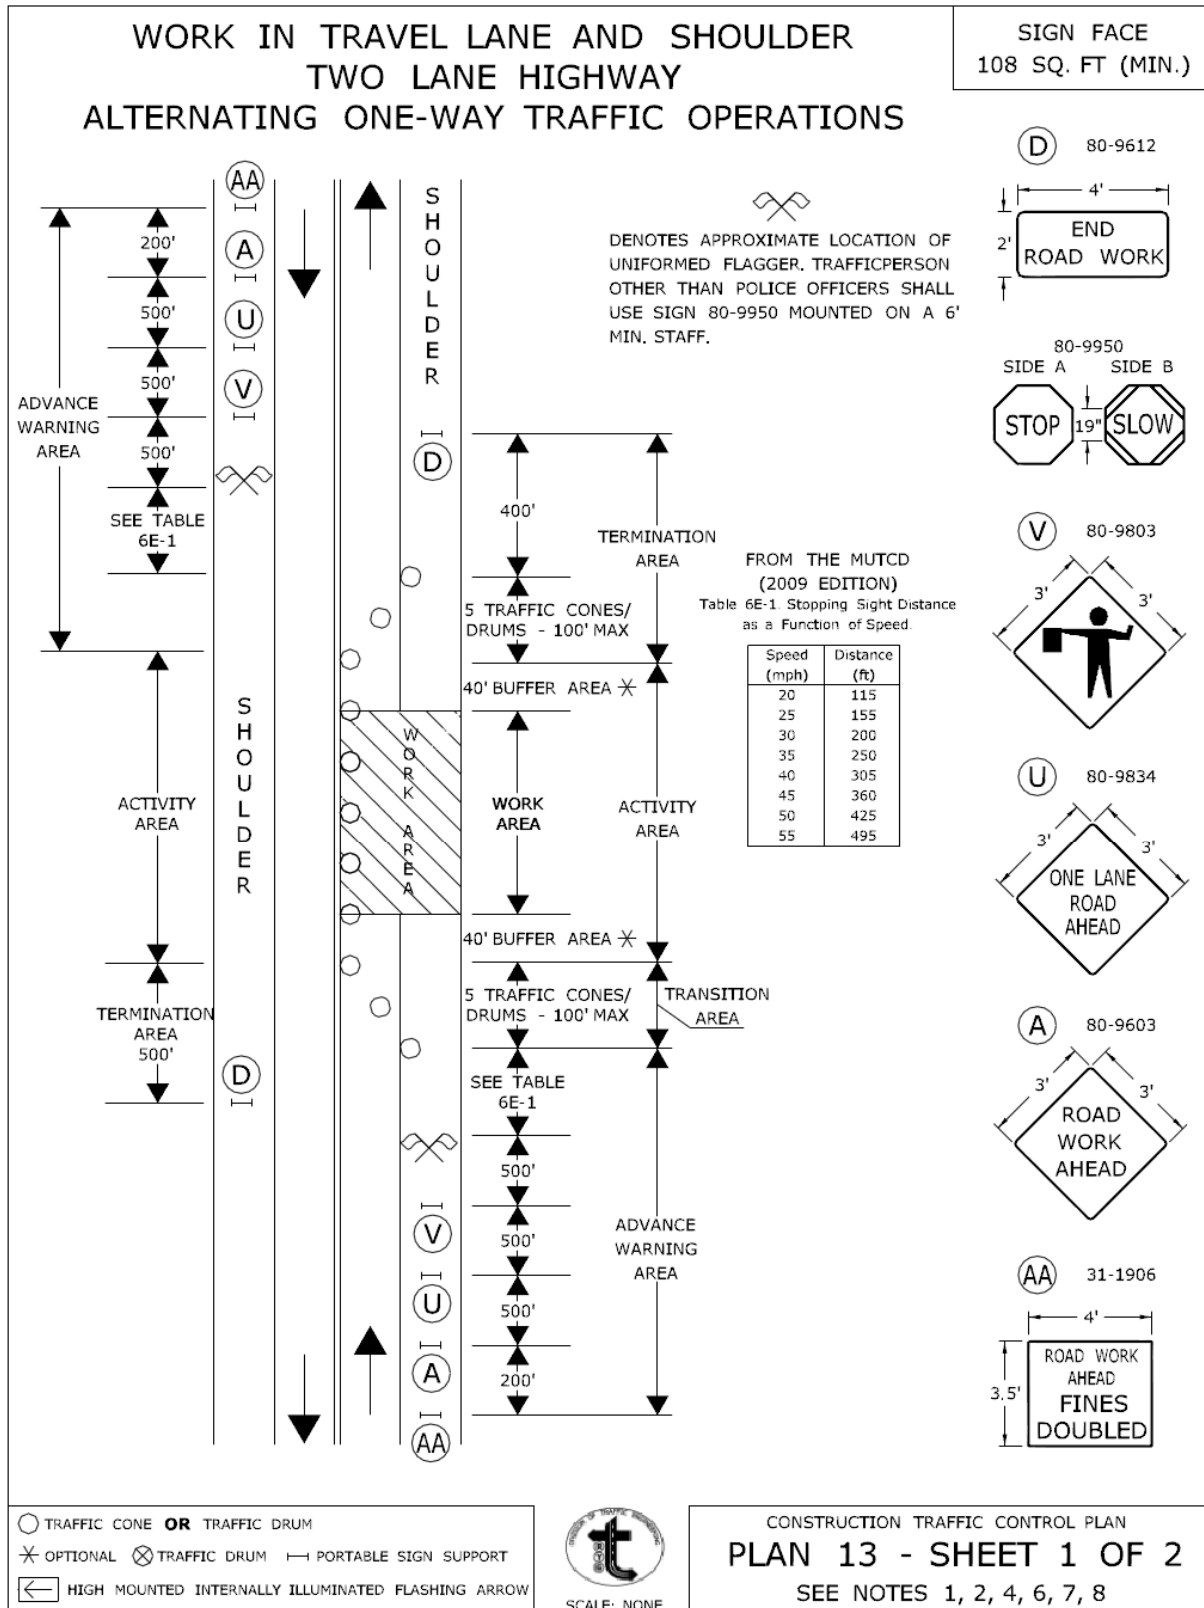 WORK IN TRAVEL LANE AND SHOULDER
TWO LANE HIGHWAY
ALTERNATING ONE-WAY TRAFFIC OPERATIONS
SIGN FACE
108 SQ. FT (MIN.)
AA
200'
A
500'
U
500'
V
500'
ADVANCE
WARNING
AREA
SEE TABLE
6E-1
SHOULDER
ACTIVITY
AREA
TERMINATION
AREA
500'
D
SHOULDER
D
400'
TERMINATION
AREA
5 TRAFFIC CONES/
DRUMS - 100' MAX
40' BUFFER AREA *
WORK AREA
WORK
AREA
ACTIVITY
AREA
40' BUFFER AREA *
5 TRAFFIC CONES/
DRUMS - 100' MAX
TRANSITION
AREA
SEE TABLE
6E-1
500'
V
500'
U
500'
A
200'
AA
ADVANCE
WARNING
AREA
DENOTES APPROXIMATE LOCATION OF
UNIFORMED FLAGGER. TRAFFICPERSON
OTHER THAN POLICE OFFICERS SHALL
USE SIGN 80-9950 MOUNTED ON A 6'
MIN. STAFF.
FROM THE MUTCD
(2009 EDITION)
Table 6E-1. Stopping Sight Distance
as a Function of Speed.
Speed (mph) Distance (ft)
20 115
25 155
30 200
35 250
40 305
45 360
50 425
55 495
D 80-9612
4'
2'
END
ROAD WORK
80-9950
SIDE A SIDE B
STOP 19" SLOW
V 80-9803
3' 3'
U 80-9834
3' 3'
ONE LANE
ROAD
AHEAD
A 80-9603
3' 3'
ROAD
WORK
AHEAD
AA 31-1906
4'
3.5'
ROAD WORK
AHEAD
FINES
DOUBLED
TRAFFIC CONE OR TRAFFIC DRUM
* OPTIONAL TRAFFIC DRUM PORTABLE SIGN SUPPORT
HIGH MOUNTED INTERNALLY ILLUMINATED FLASHING ARROW
DIVISION OF TRAFFIC ENGINEERING
SCALE: NONE
CONSTRUCTION TRAFFIC CONTROL PLAN
PLAN 13 - SHEET 1 OF 2
SEE NOTES 1, 2, 4, 6, 7, 8